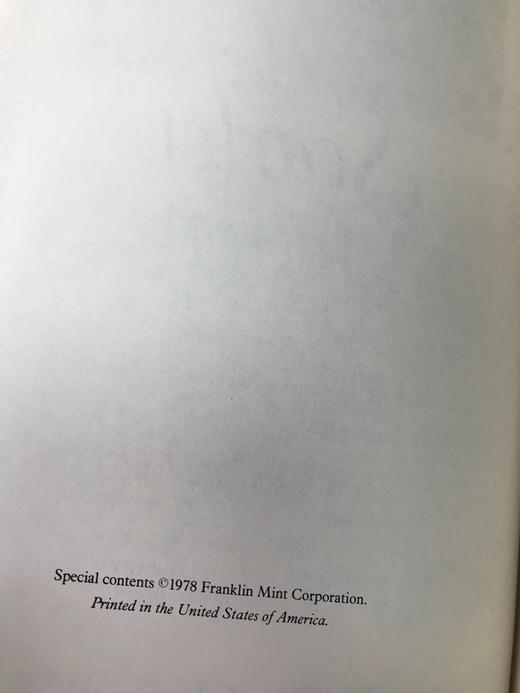 Special contents ©1978 Franklin Mint Corporation.
Printed in the United States of America.